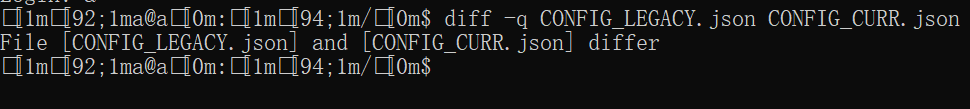 □[1m□[92;1ma@a□[0m:□[1m□[94;1m/□[0m$ diff -q CONFIG_LEGACY.json CONFIG_CURR.json
File [CONFIG_LEGACY.json] and [CONFIG_CURR.json] differ
□[1m□[92;1ma@a□[0m:□[1m□[94;1m/□[0m$